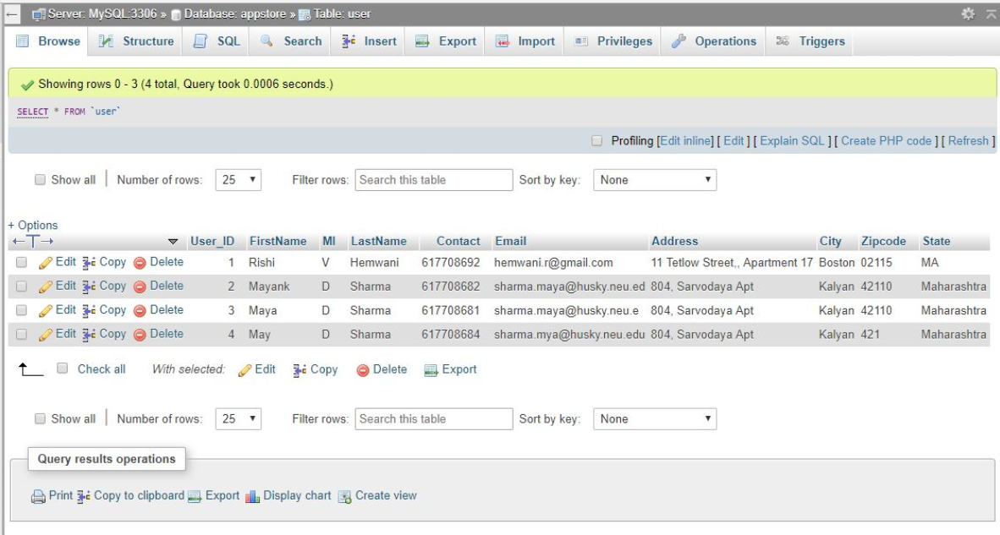 Server: MySQL:3306 » Database: appstore » Table: user
Browse Structure SQL Search Insert Export Import Privileges Operations Triggers
Showing rows 0 - 3 (4 total, Query took 0.0006 seconds.)
SELECT * FROM `user`
Profiling [Edit inline] [ Edit ] [ Explain SQL ] [ Create PHP code ] [ Refresh ]
Show all Number of rows: 25 Filter rows: Search this table Sort by key: None
+ Options
←T→ User_ID FirstName MI LastName Contact Email Address City Zipcode State
Edit Copy Delete 1 Rishi V Hemwani 617708692 hemwani.r@gmail.com 11 Tetlow Street,, Apartment 17 Boston 02115 MA
Edit Copy Delete 2 Mayank D Sharma 617708682 sharma.maya@husky.neu.ed 804, Sarvodaya Apt Kalyan 42110 Maharashtra
Edit Copy Delete 3 Maya D Sharma 617708681 sharma.maya@husky.neu.e 804, Sarvodaya Apt Kalyan 42110 Maharashtra
Edit Copy Delete 4 May D Sharma 617708684 sharma.mya@husky.neu.edu 804, Sarvodaya Apt Kalyan 421 Maharashtra
Check all With selected: Edit Copy Delete Export
Show all Number of rows: 25 Filter rows: Search this table Sort by key: None
Query results operations
Print Copy to clipboard Export Display chart Create view